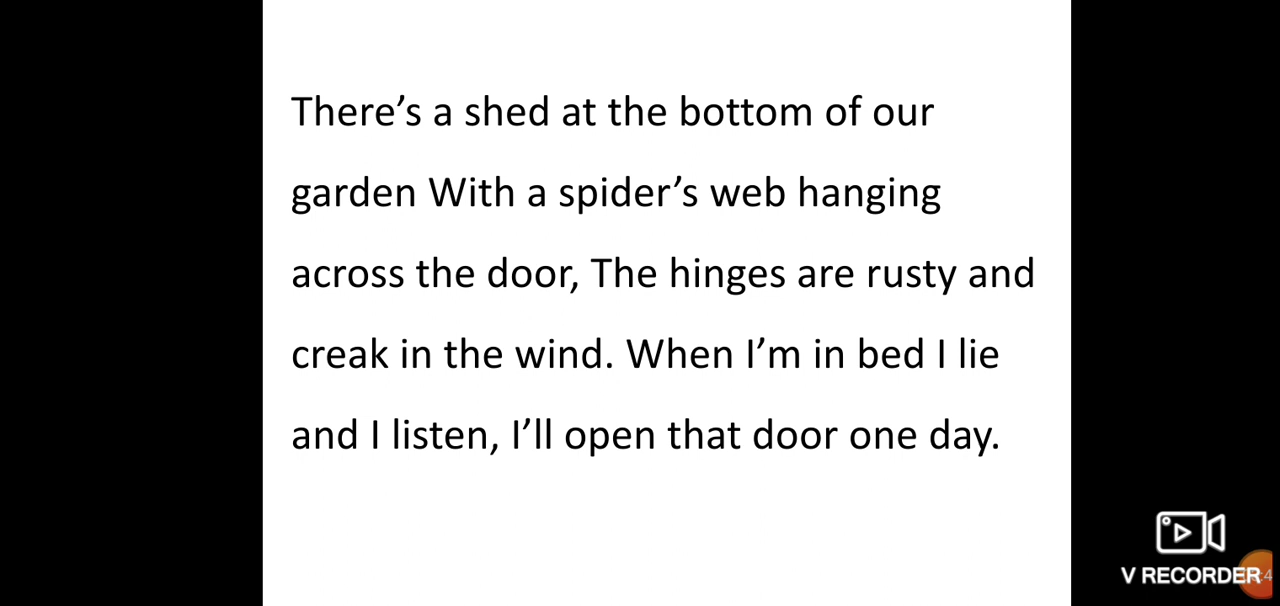 There’s a shed at the bottom of our
garden With a spider’s web hanging
across the door, The hinges are rusty and
creak in the wind. When I’m in bed I lie
and I listen, I’ll open that door one day.
V RECORDER